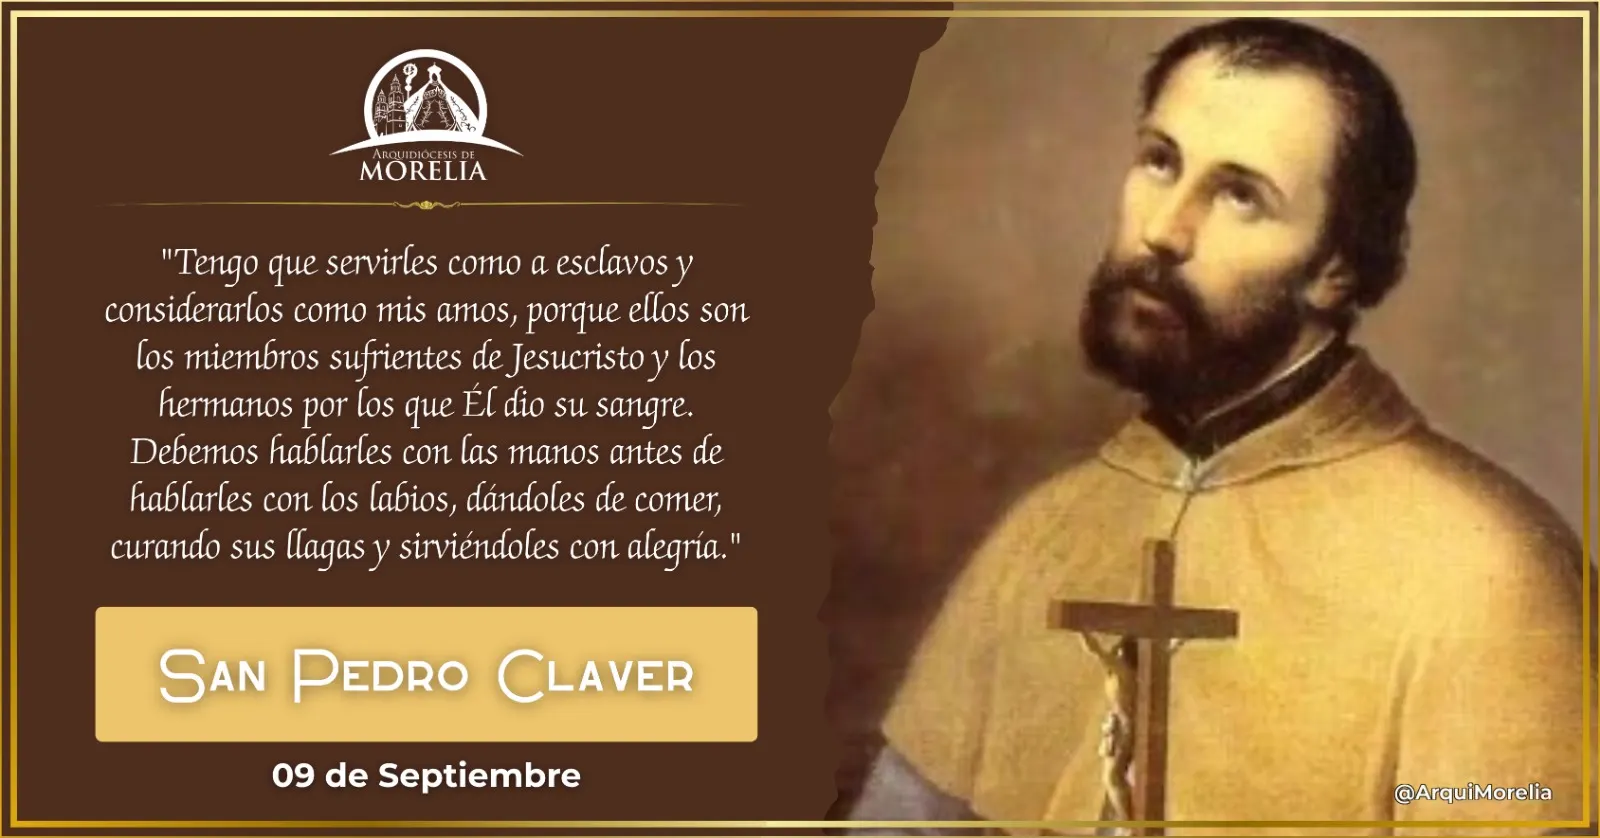 ARQUIDIÓCESIS DE
MORELIA
"Tengo que servirles como a esclavos y
considerarlos como mis amos, porque ellos son
los miembros sufrientes de Jesucristo y los
hermanos por los que Él dio su sangre.
Debemos hablarles con las manos antes de
hablarles con los labios, dándoles de comer,
curando sus llagas y sirviéndoles con alegría."
SAN PEDRO CLAVER
09 de Septiembre
@ArquiMorelia